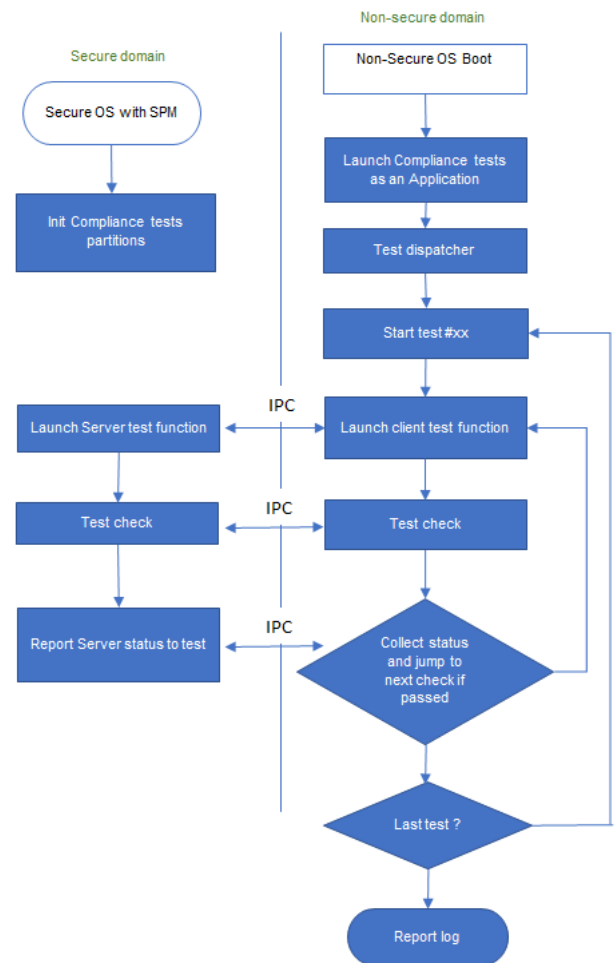 Non-secure domain
Secure domain
Non-Secure OS Boot
Secure OS with SPM
Launch Compliance tests
as an Application
Init Compliance tests
partitions
Test dispatcher
Start test #xx
IPC
Launch Server test function
Launch client test function
IPC
Test check
Test check
IPC
Report Server status to test
Collect status
and jump to
next check if
passed
Last test ?
Report log